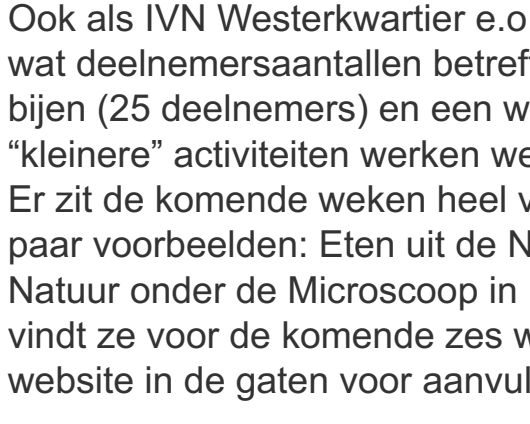 Ook als IVN Westerkwartier e.o
wat deelnemersaantallen betreft
bijen (25 deelnemers) en een w
“kleinere” activiteiten werken we
Er zit de komende weken heel v
paar voorbeelden: Eten uit de N
Natuur onder de Microscoop in
vindt ze voor de komende zes w
website in de gaten voor aanvul